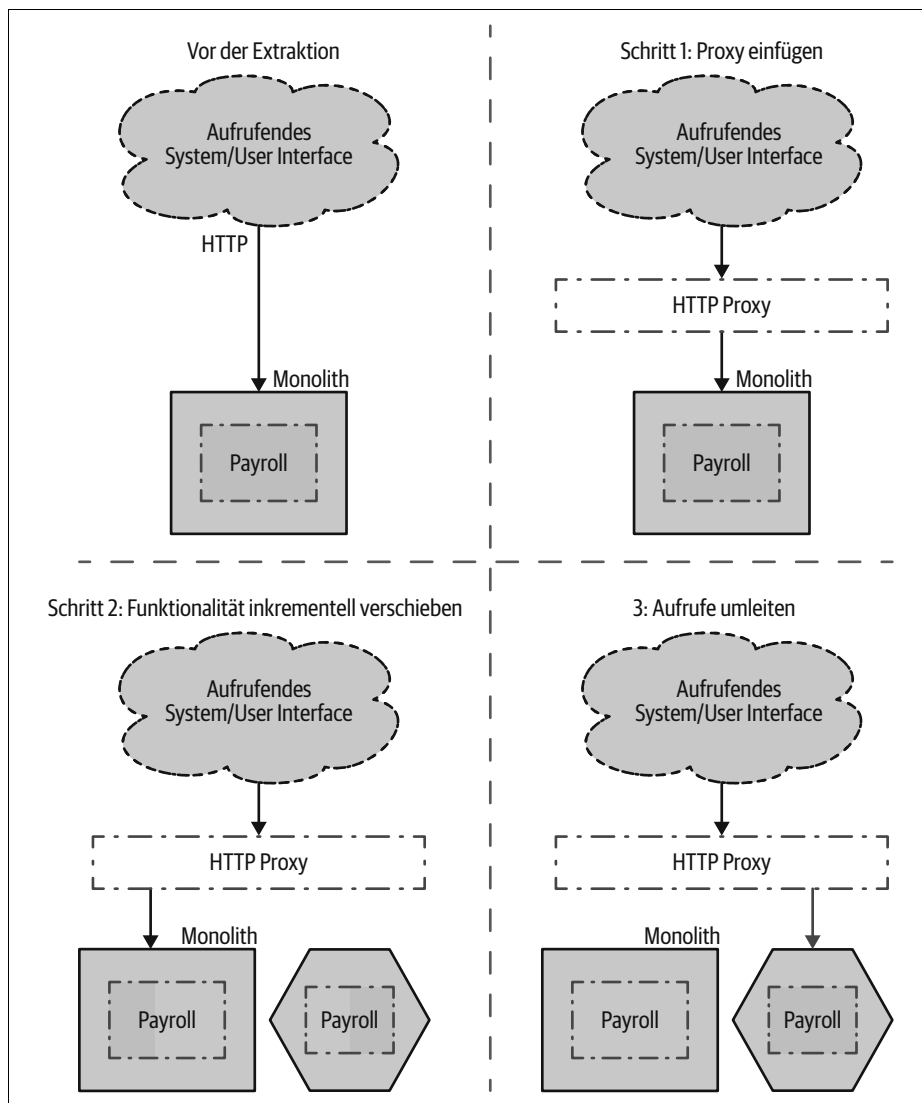 Vor der Extraktion
Aufrufendes
System/User Interface
HTTP
Monolith
Payroll
Schritt 1: Proxy einfügen
Aufrufendes
System/User Interface
HTTP Proxy
Monolith
Payroll
Schritt 2: Funktionalität inkrementell verschieben
Aufrufendes
System/User Interface
HTTP Proxy
Monolith
Payroll
Payroll
3: Aufrufe umleiten
Aufrufendes
System/User Interface
HTTP Proxy
Monolith
Payroll
Payroll